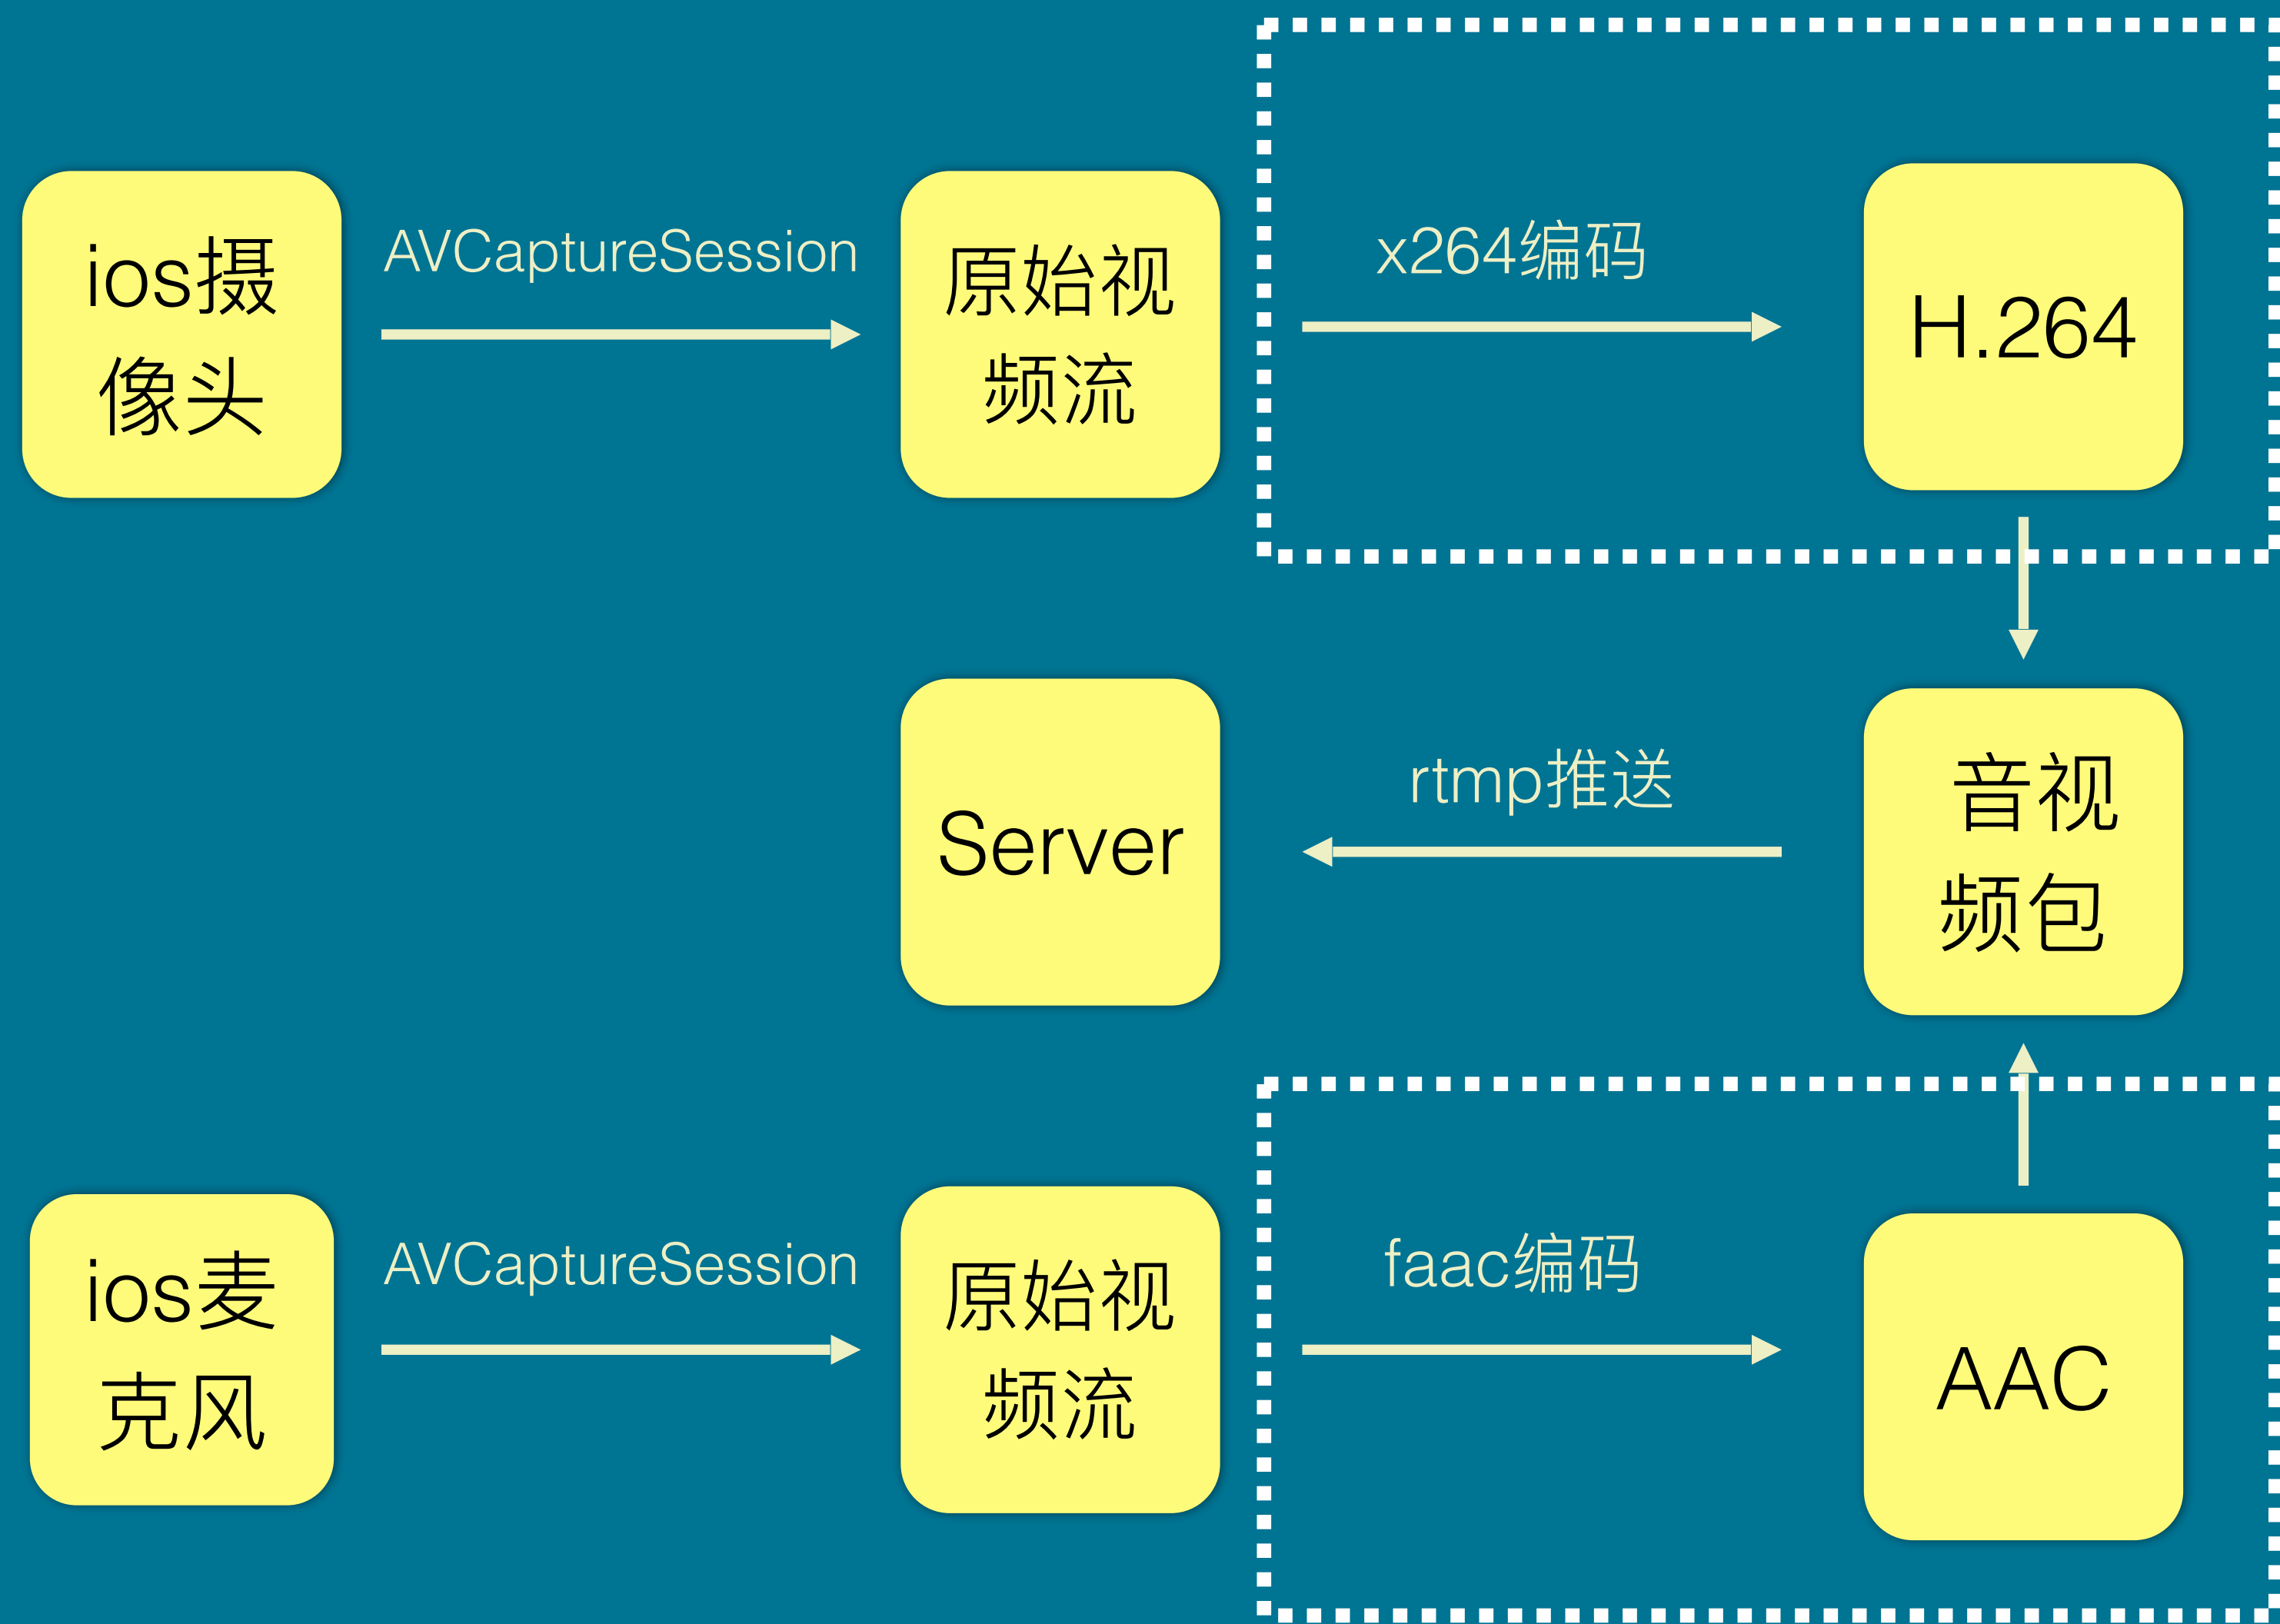 ios摄
像头
AVCaptureSession
原始视
频流
x264编码
H.264
Server
rtmp推送
音视
频包
ios麦
克风
AVCaptureSession
原始视
频流
faac编码
AAC